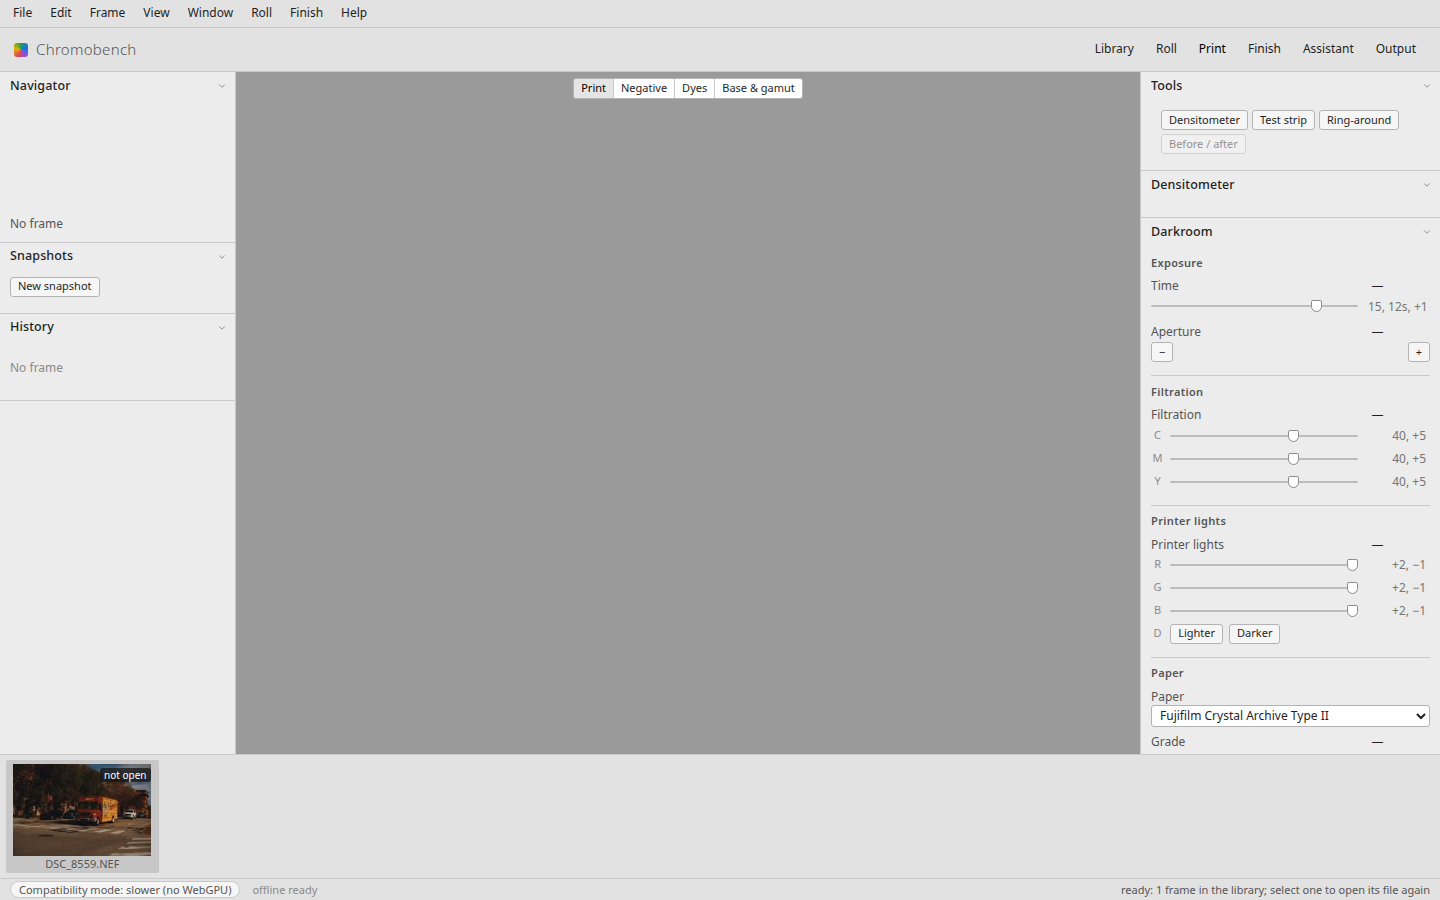 File Edit Frame View Window Roll Finish Help
Chromobench
Library Roll Print Finish Assistant Output
Navigator
No frame
Snapshots
New snapshot
History
No frame
Print Negative Dyes Base & gamut
Tools
Densitometer Test strip Ring-around
Before / after
Densitometer
Darkroom
Exposure
Time —
15, 12s, +1
Aperture —
− +
Filtration
Filtration —
C 40, +5
M 40, +5
Y 40, +5
Printer lights
Printer lights —
R +2, −1
G +2, −1
B +2, −1
D Lighter Darker
Paper
Paper
Fujifilm Crystal Archive Type II
Grade —
not open
DSC_8559.NEF
Compatibility mode: slower (no WebGPU) offline ready
ready: 1 frame in the library; select one to open its file again